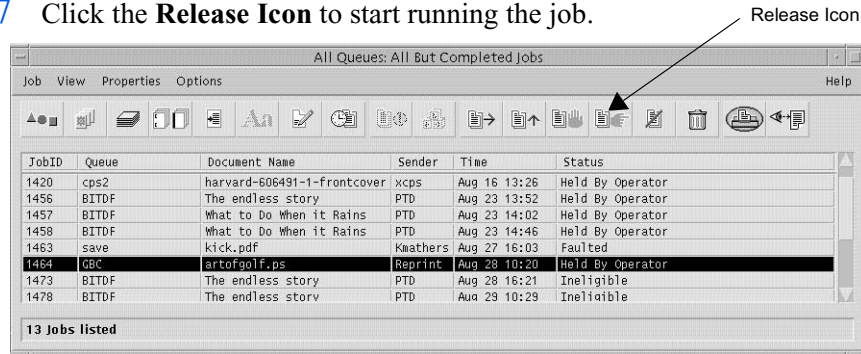 7 Click the Release Icon to start running the job.
Release Icon
All Queues: All But Completed Jobs
Job View Properties Options Help
Aa
JobID Queue Document Name Sender Time Status
1420 cps2 harvard-606491-1-frontcover xcps Aug 16 13:26 Held By Operator
1456 BITDF The endless story PTD Aug 23 13:52 Held By Operator
1457 BITDF What to Do When it Rains PTD Aug 23 14:02 Held By Operator
1458 BITDF What to Do When it Rains PTD Aug 23 14:46 Held By Operator
1463 save kick.pdf Kmathers Aug 27 16:03 Faulted
1464 GBC artofgolf.ps Reprint Aug 28 10:20 Held By Operator
1473 BITDF The endless story PTD Aug 28 16:21 Ineligible
1478 BITDF The endless story PTD Aug 29 10:29 Ineligible
13 Jobs listed